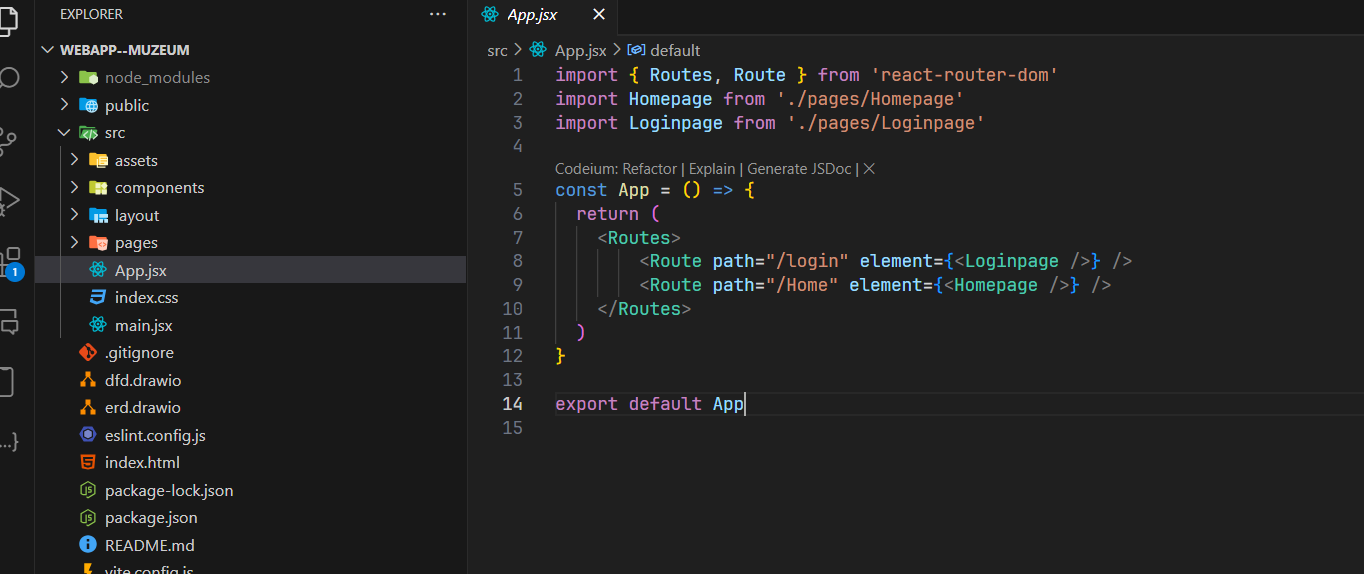 EXPLORER
WEBAPP--MUZEUM
node_modules
public
src
assets
components
layout
pages
App.jsx
index.css
main.jsx
.gitignore
dfd.drawio
erd.drawio
eslint.config.js
index.html
package-lock.json
package.json
README.md
vite.config.js
1
App.jsx
src > App.jsx > default
1 import { Routes, Route } from 'react-router-dom'
2 import Homepage from './pages/Homepage'
3 import Loginpage from './pages/Loginpage'
4
Codeium: Refactor | Explain | Generate JSDoc | ×
5 const App = () => {
6 return (
7 <Routes>
8 <Route path="/login" element={<Loginpage />} />
9 <Route path="/Home" element={<Homepage />} />
10 </Routes>
11 )
12 }
13
14 export default App
15